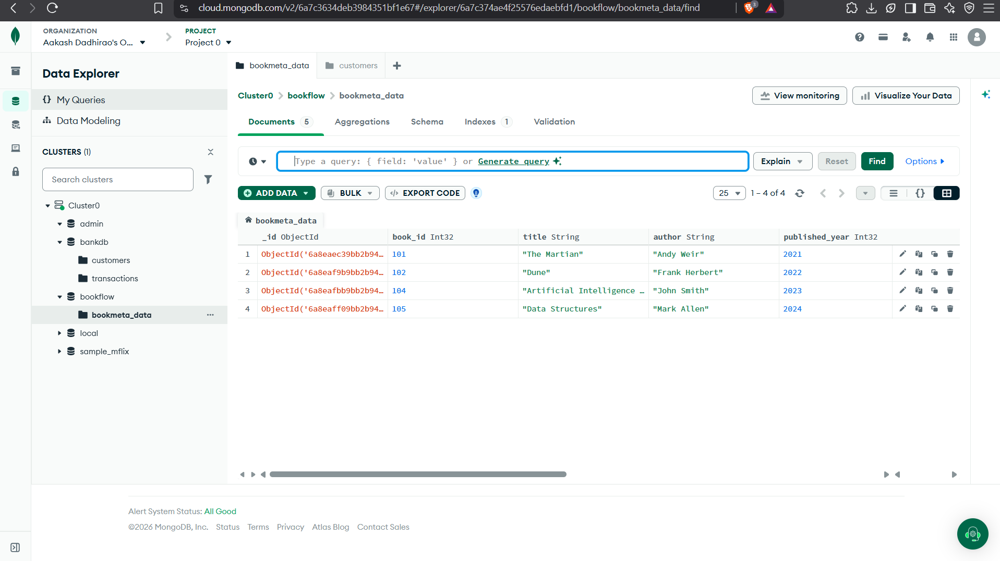 cloud.mongodb.com/v2/6a7c3634deb3984351bf1e67#/explorer/6a7c374ae4f25576edaebfd1/bookflow/bookmeta_data/find
3
ORGANIZATION
Aakash Dadhirao's O...
PROJECT
Project 0
Data Explorer
My Queries
Data Modeling
CLUSTERS (1)
Search clusters
Cluster0
admin
bankdb
customers
transactions
bookflow
bookmeta_data
local
sample_mflix
bookmeta_data
customers
Cluster0 > bookflow > bookmeta_data
View monitoring
Visualize Your Data
Documents 5
Aggregations
Schema
Indexes 1
Validation
Type a query: { field: 'value' } or Generate query
Explain
Reset
Find
Options
ADD DATA
BULK
EXPORT CODE
25
1 – 4 of 4
bookmeta_data
_id ObjectId book_id Int32 title String author String published_year Int32
1 ObjectId('6a8eaec39bb2b94… 101 "The Martian" "Andy Weir" 2021
2 ObjectId('6a8eaf9b9bb2b94… 102 "Dune" "Frank Herbert" 2022
3 ObjectId('6a8eafbb9bb2b94… 104 "Artificial Intelligence … "John Smith" 2023
4 ObjectId('6a8eaff09bb2b94… 105 "Data Structures" "Mark Allen" 2024
Alert System Status: All Good
©2026 MongoDB, Inc. Status Terms Privacy Atlas Blog Contact Sales